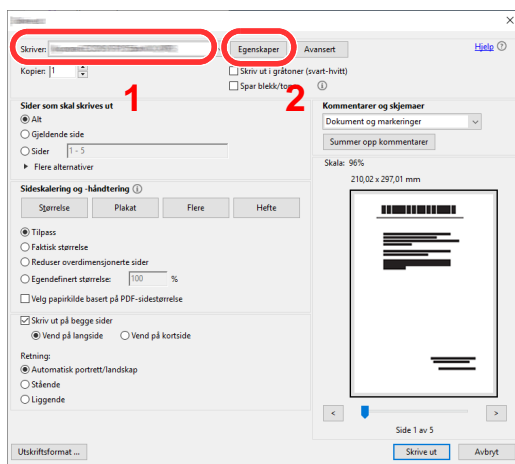 Skriver:
Egenskaper
Avansert
Hjelp
Kopier: 1
Skriv ut i gråtoner (svart-hvitt)
Spar blekk/toner
1
2
Sider som skal skrives ut
Alt
Gjeldende side
Sider 1 - 5
Flere alternativer
Sideskalering og -håndtering
Størrelse
Plakat
Flere
Hefte
Tilpass
Faktisk størrelse
Reduser overdimensjonerte sider
Egendefinert størrelse: 100 %
Velg papirkilde basert på PDF-sidestørrelse
Skriv ut på begge sider
Vend på langside
Vend på kortside
Retning:
Automatisk portrett/landskap
Stående
Liggende
Kommentarer og skjemaer
Dokument og markeringer
Summer opp kommentarer
Skala: 96%
210,02 x 297,01 mm
<
>
Side 1 av 5
Utskriftsformat ...
Skrive ut
Avbryt